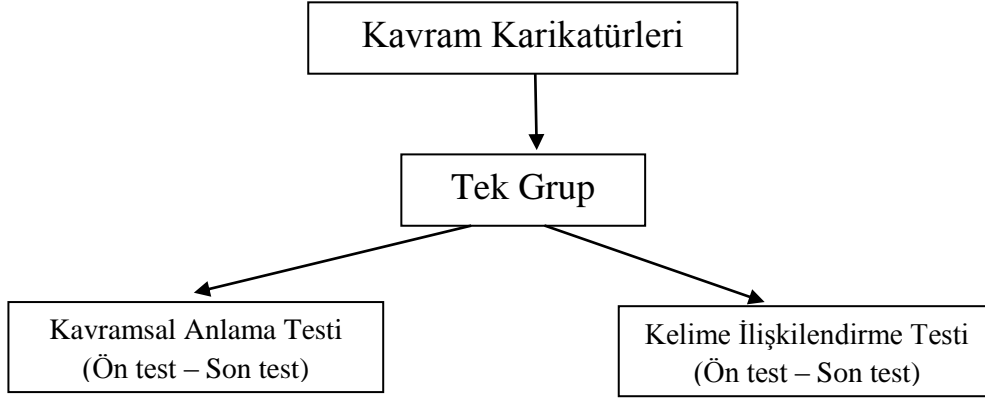 Kavram Karikatürleri
Tek Grup
Kavramsal Anlama Testi
(Ön test – Son test)
Kelime İlişkilendirme Testi
(Ön test – Son test)